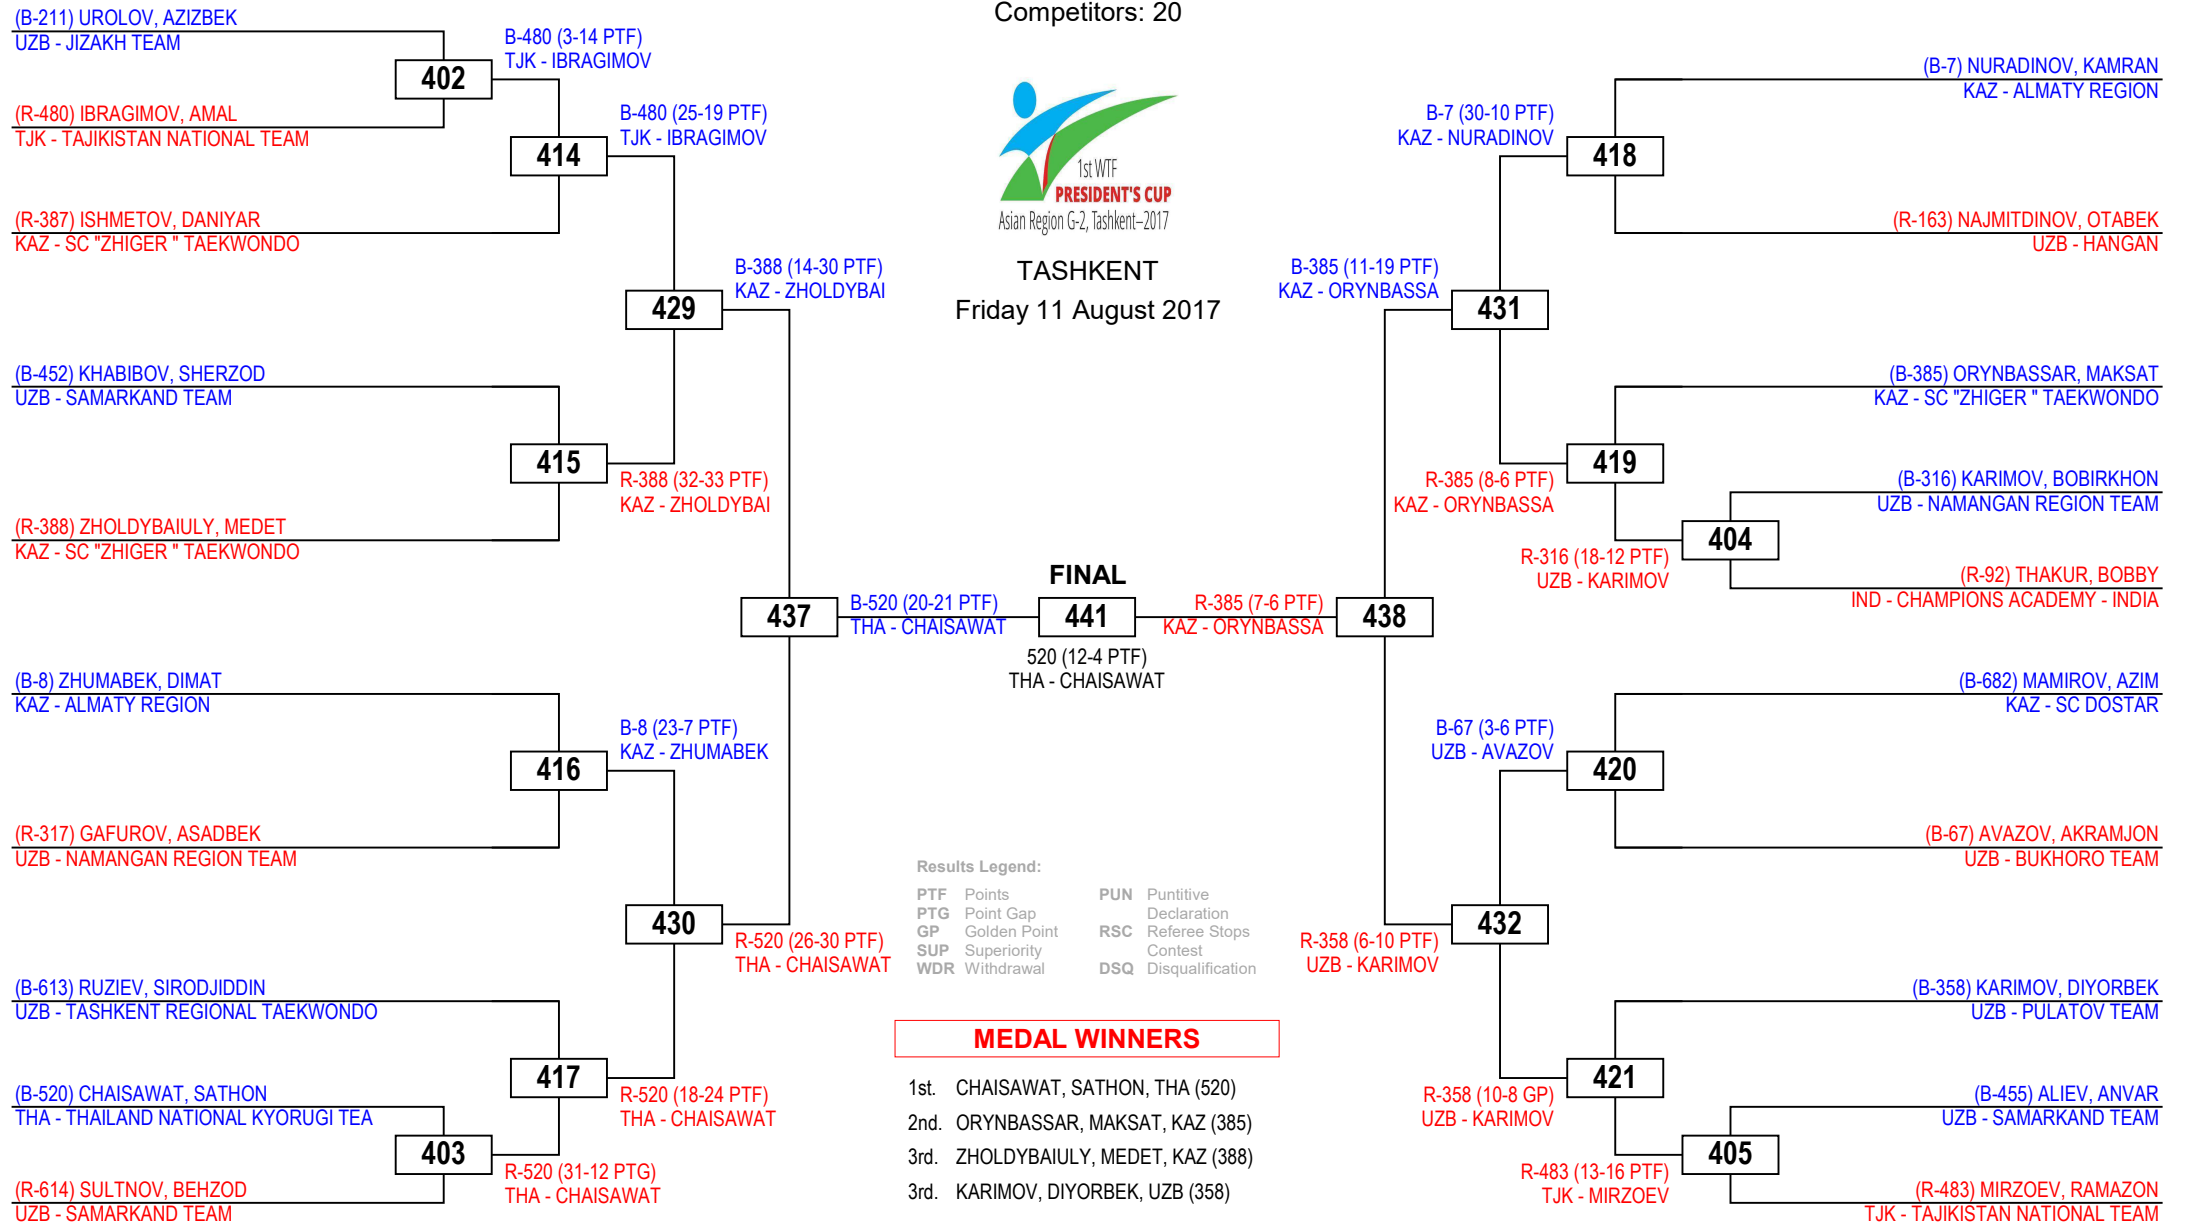 (B-211) UROLOV, AZIZBEK
UZB - JIZAKH TEAM
402
(R-480) IBRAGIMOV, AMAL
TJK - TAJIKISTAN NATIONAL TEAM
B-480 (3-14 PTF)
TJK - IBRAGIMOV
414
(R-387) ISHMETOV, DANIYAR
KAZ - SC "ZHIGER " TAEKWONDO
B-480 (25-19 PTF)
TJK - IBRAGIMOV
429
B-388 (14-30 PTF)
KAZ - ZHOLDYBAI
(B-452) KHABIBOV, SHERZOD
UZB - SAMARKAND TEAM
415
R-388 (32-33 PTF)
KAZ - ZHOLDYBAI
(R-388) ZHOLDYBAIULY, MEDET
KAZ - SC "ZHIGER " TAEKWONDO
437
B-520 (20-21 PTF)
THA - CHAISAWAT
(B-8) ZHUMABEK, DIMAT
KAZ - ALMATY REGION
416
B-8 (23-7 PTF)
KAZ - ZHUMABEK
(R-317) GAFUROV, ASADBEK
UZB - NAMANGAN REGION TEAM
430
R-520 (26-30 PTF)
THA - CHAISAWAT
(B-613) RUZIEV, SIRODJIDDIN
UZB - TASHKENT REGIONAL TAEKWONDO
417
R-520 (18-24 PTF)
THA - CHAISAWAT
(B-520) CHAISAWAT, SATHON
THA - THAILAND NATIONAL KYORUGI TEA
403
R-520 (31-12 PTG)
THA - CHAISAWAT
(R-614) SULTNOV, BEHZOD
UZB - SAMARKAND TEAM
Competitors: 20
1st WTF
PRESIDENT'S CUP
Asian Region G-2, Tashkent–2017
TASHKENT
Friday 11 August 2017
FINAL
441
520 (12-4 PTF)
THA - CHAISAWAT
Results Legend:
PTF Points
PTG Point Gap
GP Golden Point
SUP Superiority
WDR Withdrawal
PUN Puntitive
Declaration
RSC Referee Stops
Contest
DSQ Disqualification
MEDAL WINNERS
1st. CHAISAWAT, SATHON, THA (520)
2nd. ORYNBASSAR, MAKSAT, KAZ (385)
3rd. ZHOLDYBAIULY, MEDET, KAZ (388)
3rd. KARIMOV, DIYORBEK, UZB (358)
(B-7) NURADINOV, KAMRAN
KAZ - ALMATY REGION
B-7 (30-10 PTF)
KAZ - NURADINOV
418
(R-163) NAJMITDINOV, OTABEK
UZB - HANGAN
B-385 (11-19 PTF)
KAZ - ORYNBASSA
431
(B-385) ORYNBASSAR, MAKSAT
KAZ - SC "ZHIGER " TAEKWONDO
419
R-385 (8-6 PTF)
KAZ - ORYNBASSA
(B-316) KARIMOV, BOBIRKHON
UZB - NAMANGAN REGION TEAM
404
R-316 (18-12 PTF)
UZB - KARIMOV
(R-92) THAKUR, BOBBY
IND - CHAMPIONS ACADEMY - INDIA
R-385 (7-6 PTF)
KAZ - ORYNBASSA
438
(B-682) MAMIROV, AZIM
KAZ - SC DOSTAR
B-67 (3-6 PTF)
UZB - AVAZOV
420
(B-67) AVAZOV, AKRAMJON
UZB - BUKHORO TEAM
432
R-358 (6-10 PTF)
UZB - KARIMOV
(B-358) KARIMOV, DIYORBEK
UZB - PULATOV TEAM
421
R-358 (10-8 GP)
UZB - KARIMOV
(B-455) ALIEV, ANVAR
UZB - SAMARKAND TEAM
405
R-483 (13-16 PTF)
TJK - MIRZOEV
(R-483) MIRZOEV, RAMAZON
TJK - TAJIKISTAN NATIONAL TEAM